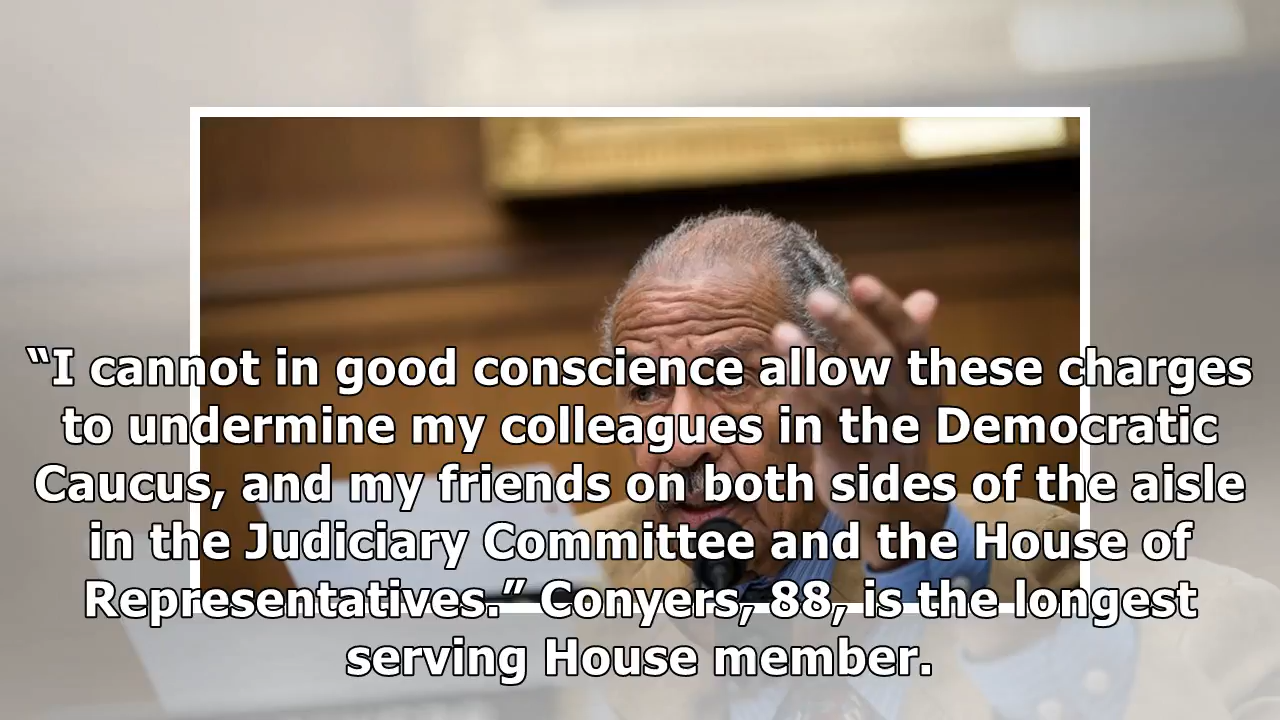 “I cannot in good conscience allow these charges
to undermine my colleagues in the Democratic
Caucus, and my friends on both sides of the aisle
in the Judiciary Committee and the House of
Representatives.” Conyers, 88, is the longest
serving House member.